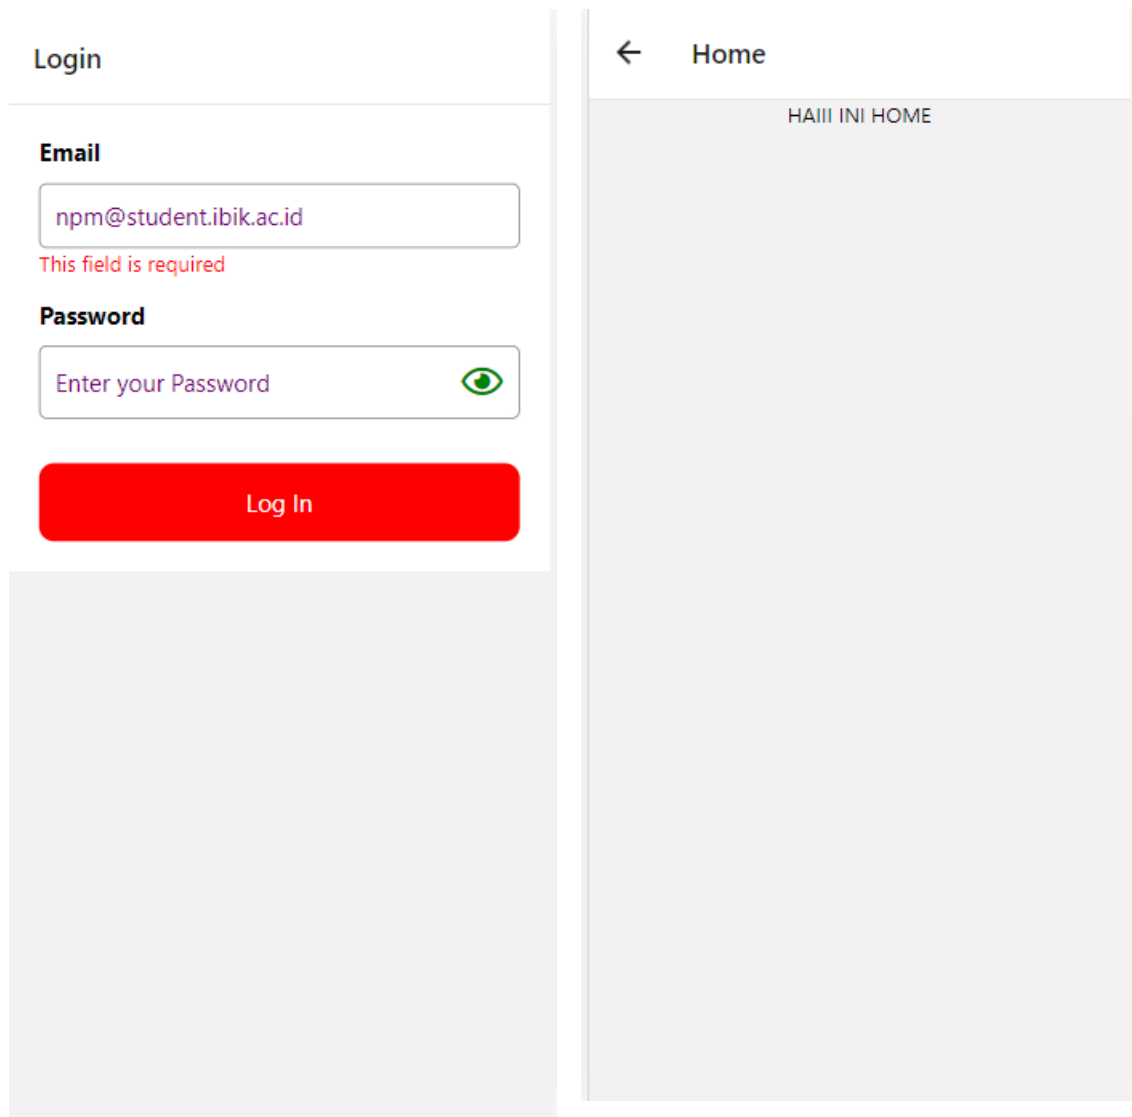 Login
Email
npm@student.ibik.ac.id
This field is required
Password
Enter your Password
Log In
Home
HAIII INI HOME